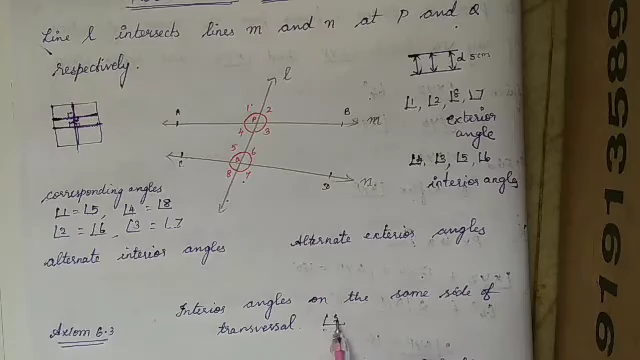 Line l intersects lines m and n at P and Q
respectively.
l
1 2
A P B m
4 3
5 6
C D n
8 7
d 5cm
∠1, ∠2, ∠8, ∠7
exterior
angle
∠4, ∠3, ∠5, ∠6
interior angles
corresponding angles
∠1 = ∠5, ∠4 = ∠8
∠2 = ∠6, ∠3 = ∠7
alternate interior angles
Alternate exterior angles
Interior angles on the same side of
transversal.
Axiom 6.3
9191358